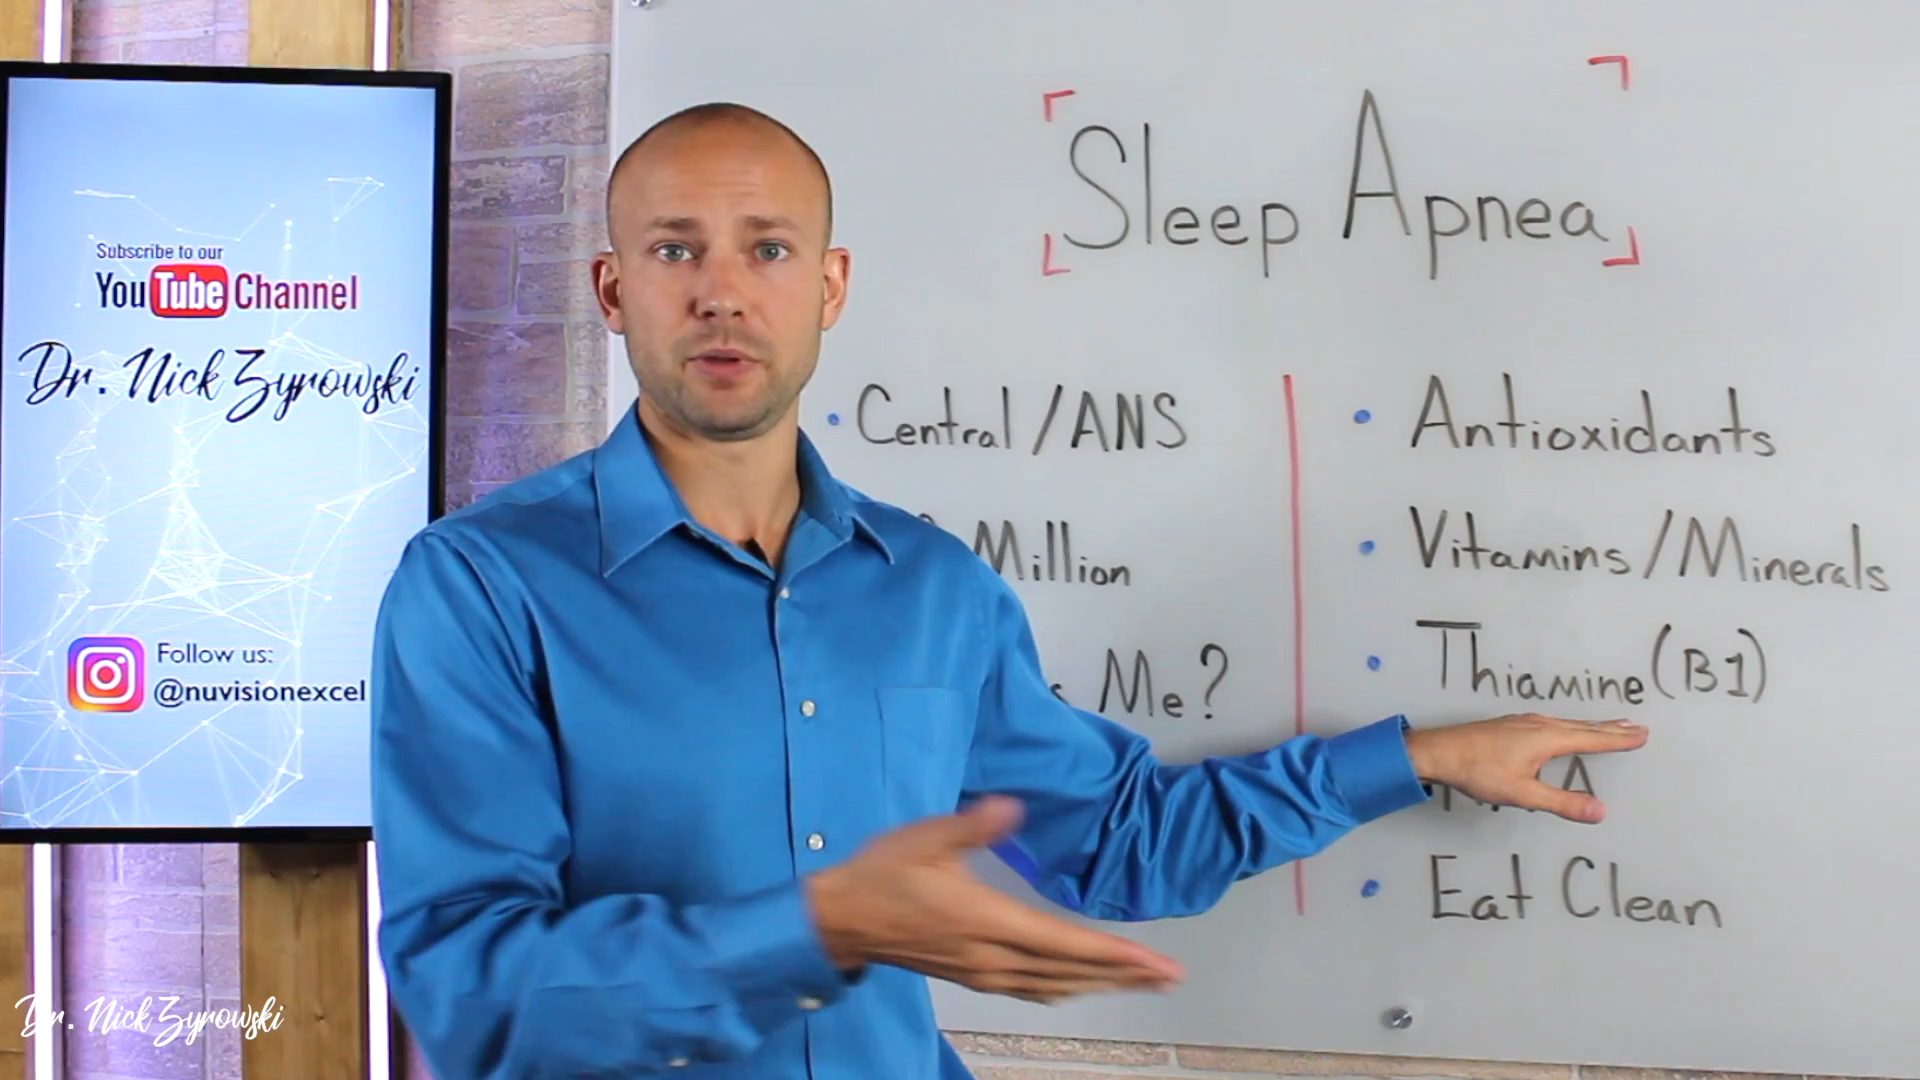 Subscribe to our
YouTube Channel
Dr. Nick Zyrowski
Follow us:
@nuvisionexcel
Sleep Apnea
Central/ANS
Million
Me?
Antioxidants
Vitamins/Minerals
Thiamine (B1)
Eat Clean
Dr. Nick Zyrowski